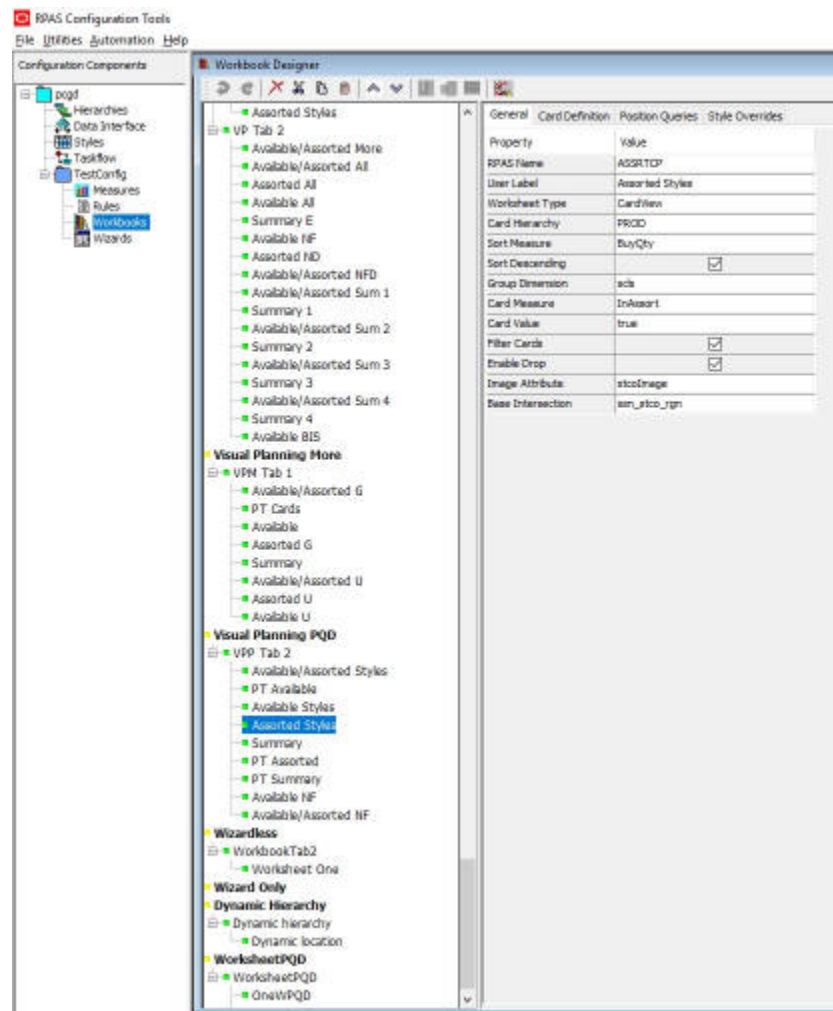 RPAS Configuration Tools
File Utilities Automation Help
Configuration Components
pogd
Hierarchies
Data Interface
Styles
Taskflow
TestConfig
Measures
Rules
Workbooks
Wizards
Workbook Designer
Assorted Styles
VP Tab 2
Available/Assorted More
Available/Assorted All
Assorted All
Available All
Summary E
Available NF
Assorted ND
Available/Assorted NFD
Available/Assorted Sum 1
Summary 1
Available/Assorted Sum 2
Summary 2
Available/Assorted Sum 3
Summary 3
Available/Assorted Sum 4
Summary 4
Available BIS
Visual Planning More
VPM Tab 1
Available/Assorted G
PT Cards
Available
Assorted G
Summary
Available/Assorted U
Assorted U
Available U
Visual Planning PQD
VPP Tab 2
Available/Assorted Styles
PT Available
Available Styles
Assorted Styles
Summary
PT Assorted
PT Summary
Available NF
Available/Assorted NF
Wizardless
WorkbookTab2
Worksheet One
Wizard Only
Dynamic Hierarchy
Dynamic hierarchy
Dynamic location
WorksheetPQD
WorksheetPQD
OneWPQD
General Card Definition Position Queries Style Overrides
Property Value
RPAS Name ASSRTCP
User Label Assorted Styles
Worksheet Type CardView
Card Hierarchy PROD
Sort Measure BuyQty
Sort Descending
Group Dimension scls
Card Measure InAssort
Card Value true
Filter Cards
Enable Drop
Image Attribute stcoImage
Base Intersection ssn_stco_rgn